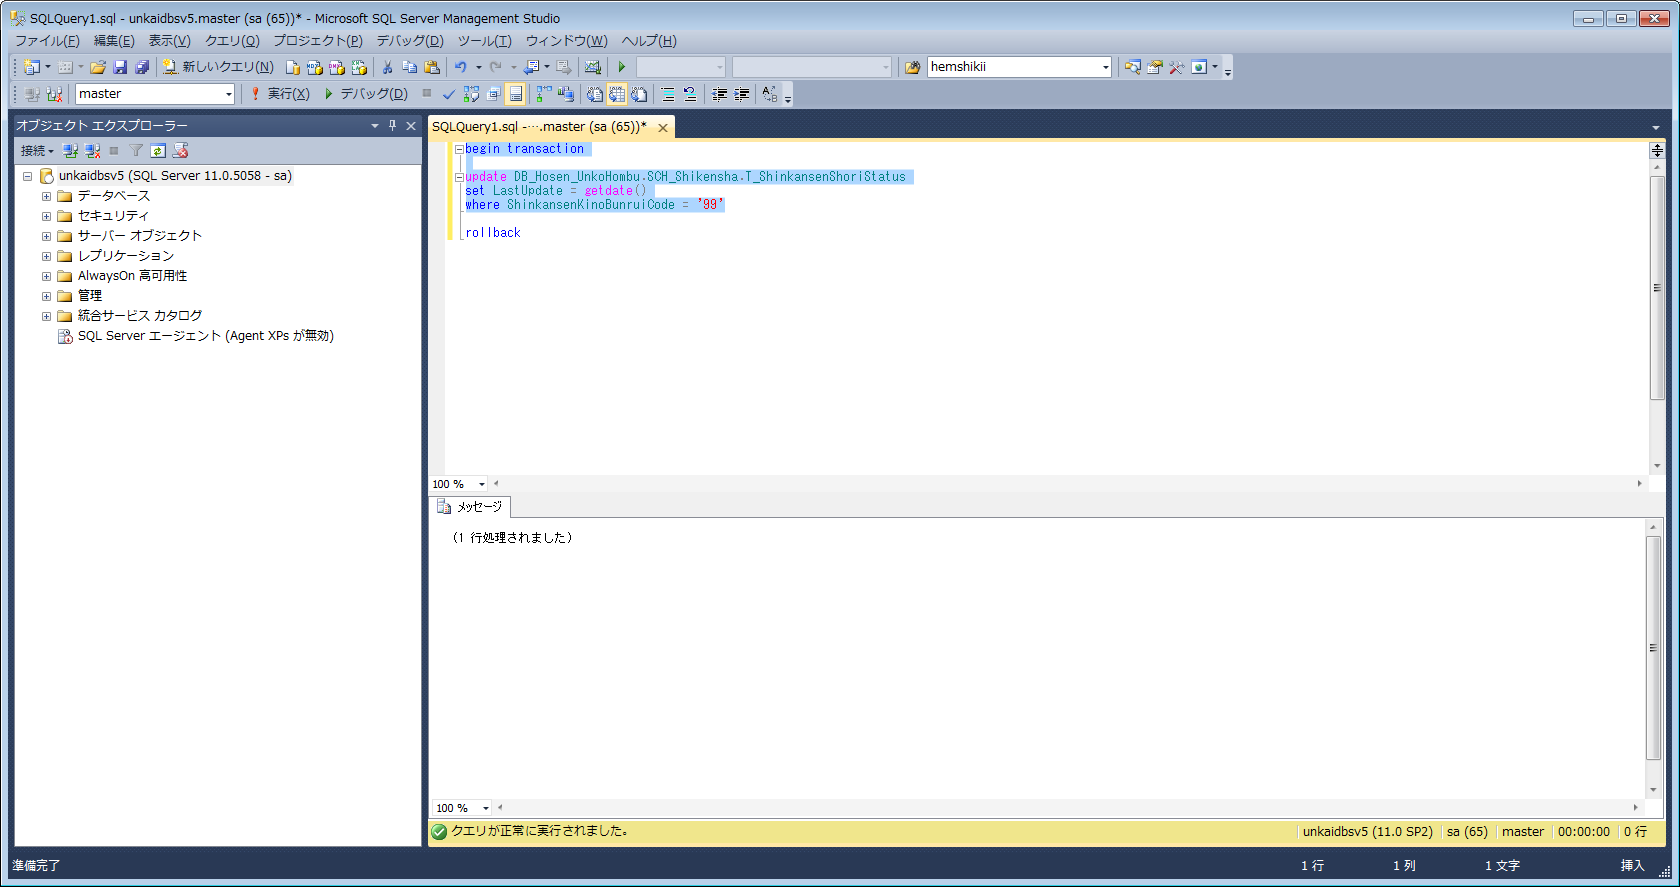 SQLQuery1.sql - unkaidbsv5.master (sa (65))* - Microsoft SQL Server Management Studio
ファイル(F) 編集(E) 表示(V) クエリ(Q) プロジェクト(P) デバッグ(D) ツール(T) ウィンドウ(W) ヘルプ(H)
新しいクエリ(N) hemshikii
master 実行(X) デバッグ(D)
オブジェクト エクスプローラー
接続
unkaidbsv5 (SQL Server 11.0.5058 - sa)
データベース
セキュリティ
サーバー オブジェクト
レプリケーション
AlwaysOn 高可用性
管理
統合サービス カタログ
SQL Server エージェント (Agent XPs が無効)
SQLQuery1.sql -….master (sa (65))*
begin transaction
update DB_Hosen_UnkoHombu.SCH_Shikensha.T_ShinkansenShoriStatus
set LastUpdate = getdate()
where ShinkansenKinoBunruiCode = '99'
rollback
100 %
メッセージ
(1 行処理されました)
100 %
クエリが正常に実行されました。 unkaidbsv5 (11.0 SP2) sa (65) master 00:00:00 0 行
準備完了 1 行 1 列 1 文字 挿入